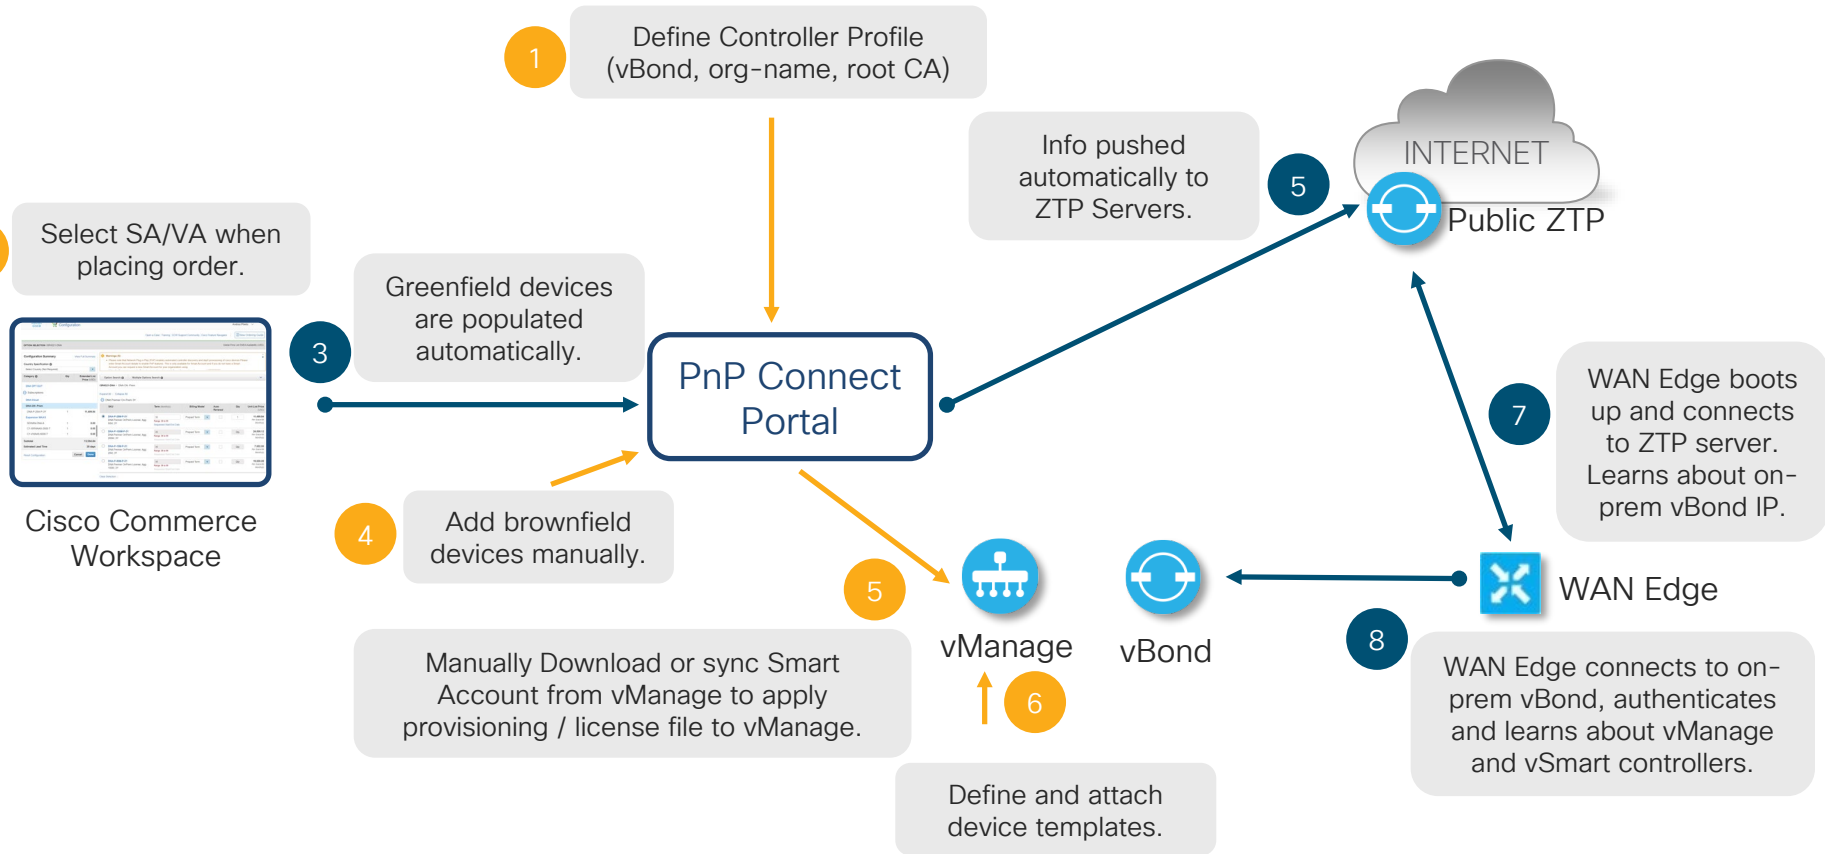 1
Define Controller Profile
(vBond, org-name, root CA)
Info pushed
automatically to
ZTP Servers.
5
INTERNET
Public ZTP
Select SA/VA when
placing order.
Greenfield devices
are populated
automatically.
3
Configuration
Configuration Summary
Cisco Commerce
Workspace
PnP Connect
Portal
4
Add brownfield
devices manually.
5
Manually Download or sync Smart
Account from vManage to apply
provisioning / license file to vManage.
vManage
6
Define and attach
device templates.
vBond
7
WAN Edge boots
up and connects
to ZTP server.
Learns about on-
prem vBond IP.
WAN Edge
8
WAN Edge connects to on-
prem vBond, authenticates
and learns about vManage
and vSmart controllers.